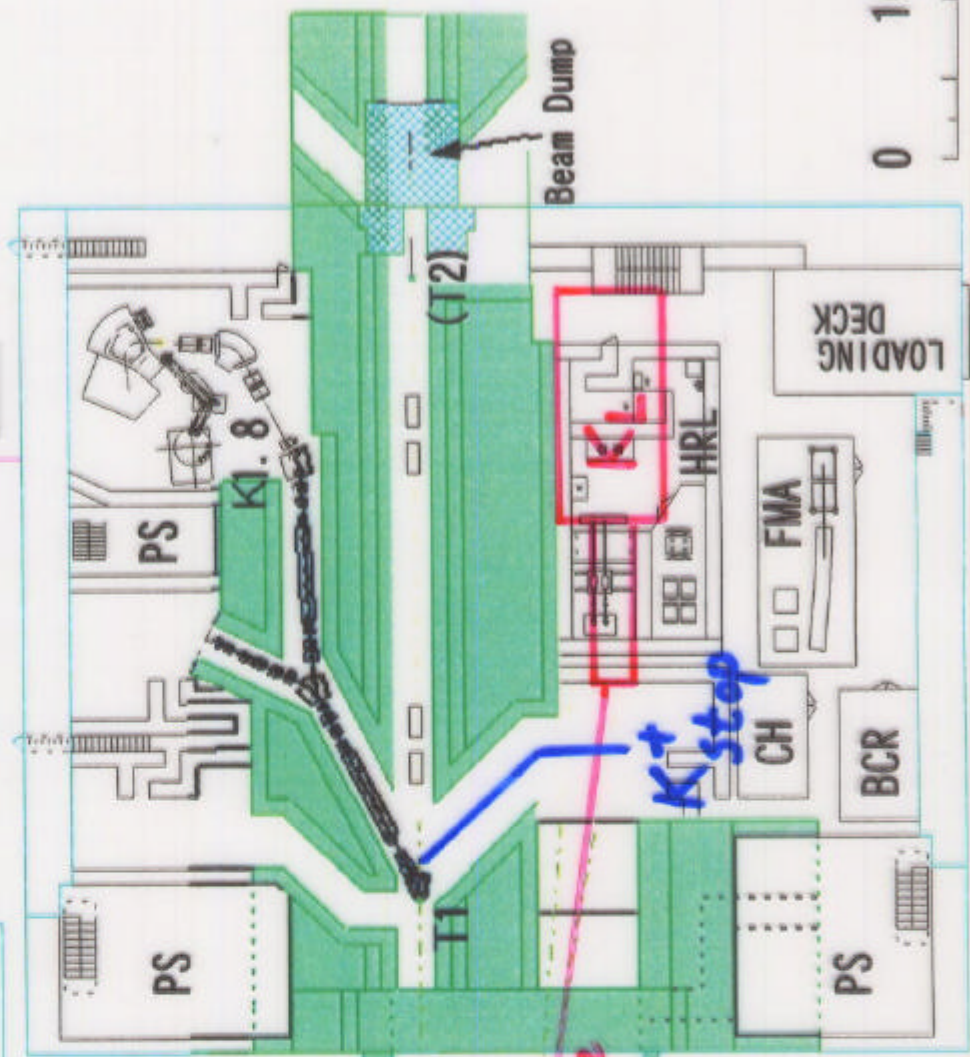 Beam Dump
0
1
(T2)
LOADING
DECK
K1.8
PS
KL
HRL
FMA
K+
stop
CH
BCR
T1
PS
PS